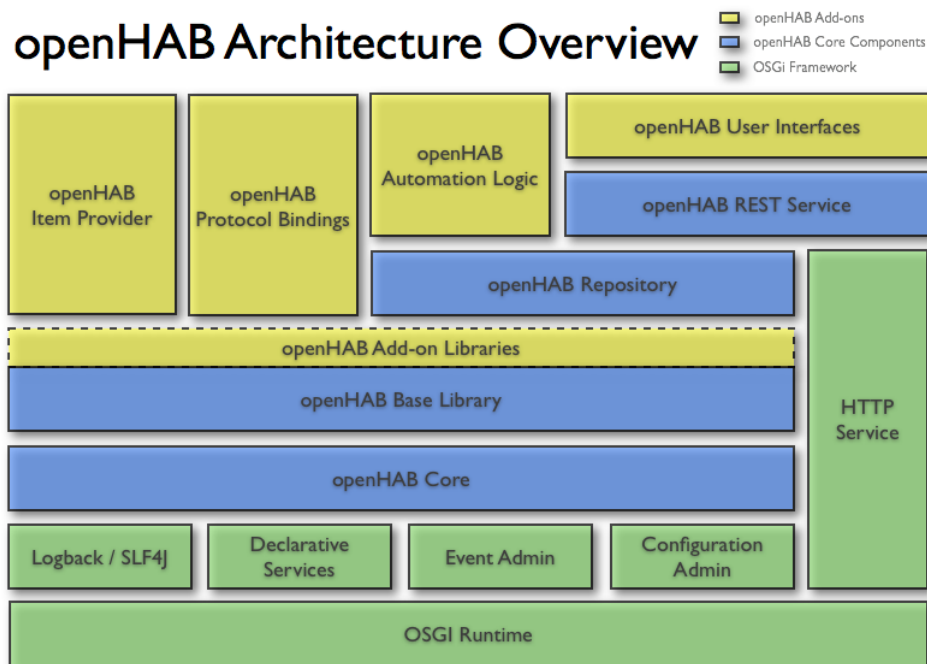 openHAB Architecture Overview
openHAB Add-ons
openHAB Core Components
OSGi Framework
openHAB
Item Provider
openHAB
Protocol Bindings
openHAB
Automation Logic
openHAB User Interfaces
openHAB REST Service
openHAB Repository
openHAB Add-on Libraries
openHAB Base Library
HTTP
Service
openHAB Core
Logback / SLF4J
Declarative
Services
Event Admin
Configuration
Admin
OSGI Runtime